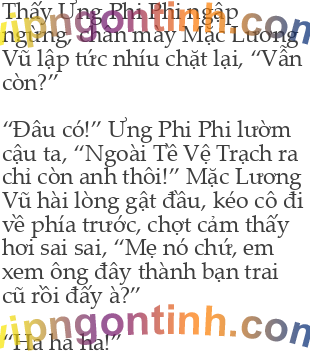 Thấy Ưng Phi Phi ngập
ngừng, chân mày Mặc Lương
Vũ lập tức nhíu chặt lại, “Vẫn
còn?”
“Đâu có!” Ưng Phi Phi lườm
cậu ta, “Ngoài Tề Vệ Trạch ra
chỉ còn anh thôi!” Mặc Lương
Vũ hài lòng gật đầu, kéo cô đi
về phía trước, chợt cảm thấy
hơi sai sai, “Mẹ nó chứ, em
xem ông đây thành bạn trai
cũ rồi đấy à?”
“Ha ha ha!”
vipngontinh.com
vipngontinh.com